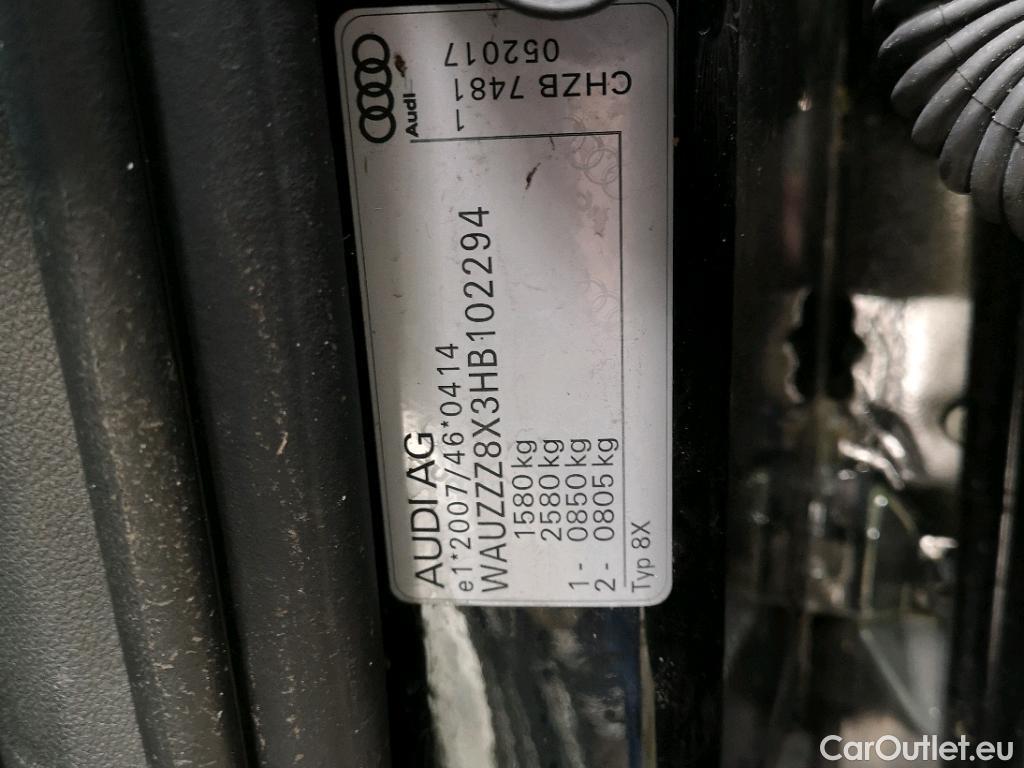 AUDI AG
e1*2007/46*0414
WAUZZZ8X3HB102294
1580kg
2580kg
1- 0850kg
2- 0805kg
Typ 8X
Audi
1
CHZB 7481
052017
CarOutlet.eu